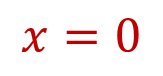 x = 0